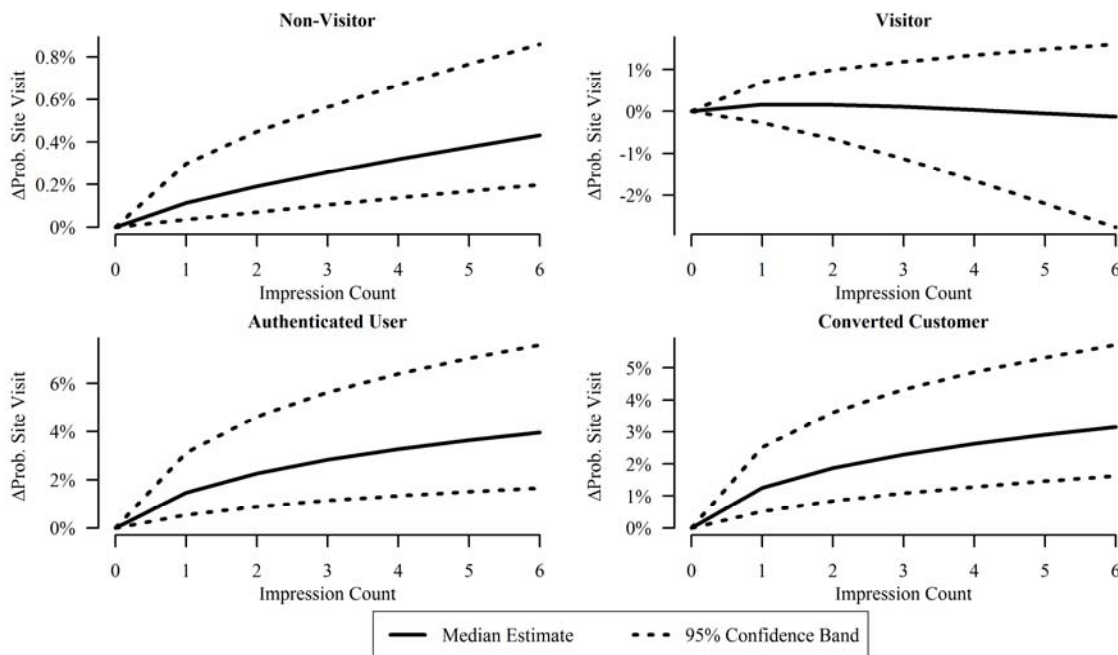 Non-Visitor
ΔProb. Site Visit
0.8%
0.6%
0.4%
0.2%
0%
0 1 2 3 4 5 6
Impression Count
Visitor
ΔProb. Site Visit
1%
0%
-1%
-2%
0 1 2 3 4 5 6
Impression Count
Authenticated User
ΔProb. Site Visit
6%
4%
2%
0%
0 1 2 3 4 5 6
Impression Count
Converted Customer
ΔProb. Site Visit
5%
4%
3%
2%
1%
0%
0 1 2 3 4 5 6
Impression Count
Median Estimate 95% Confidence Band